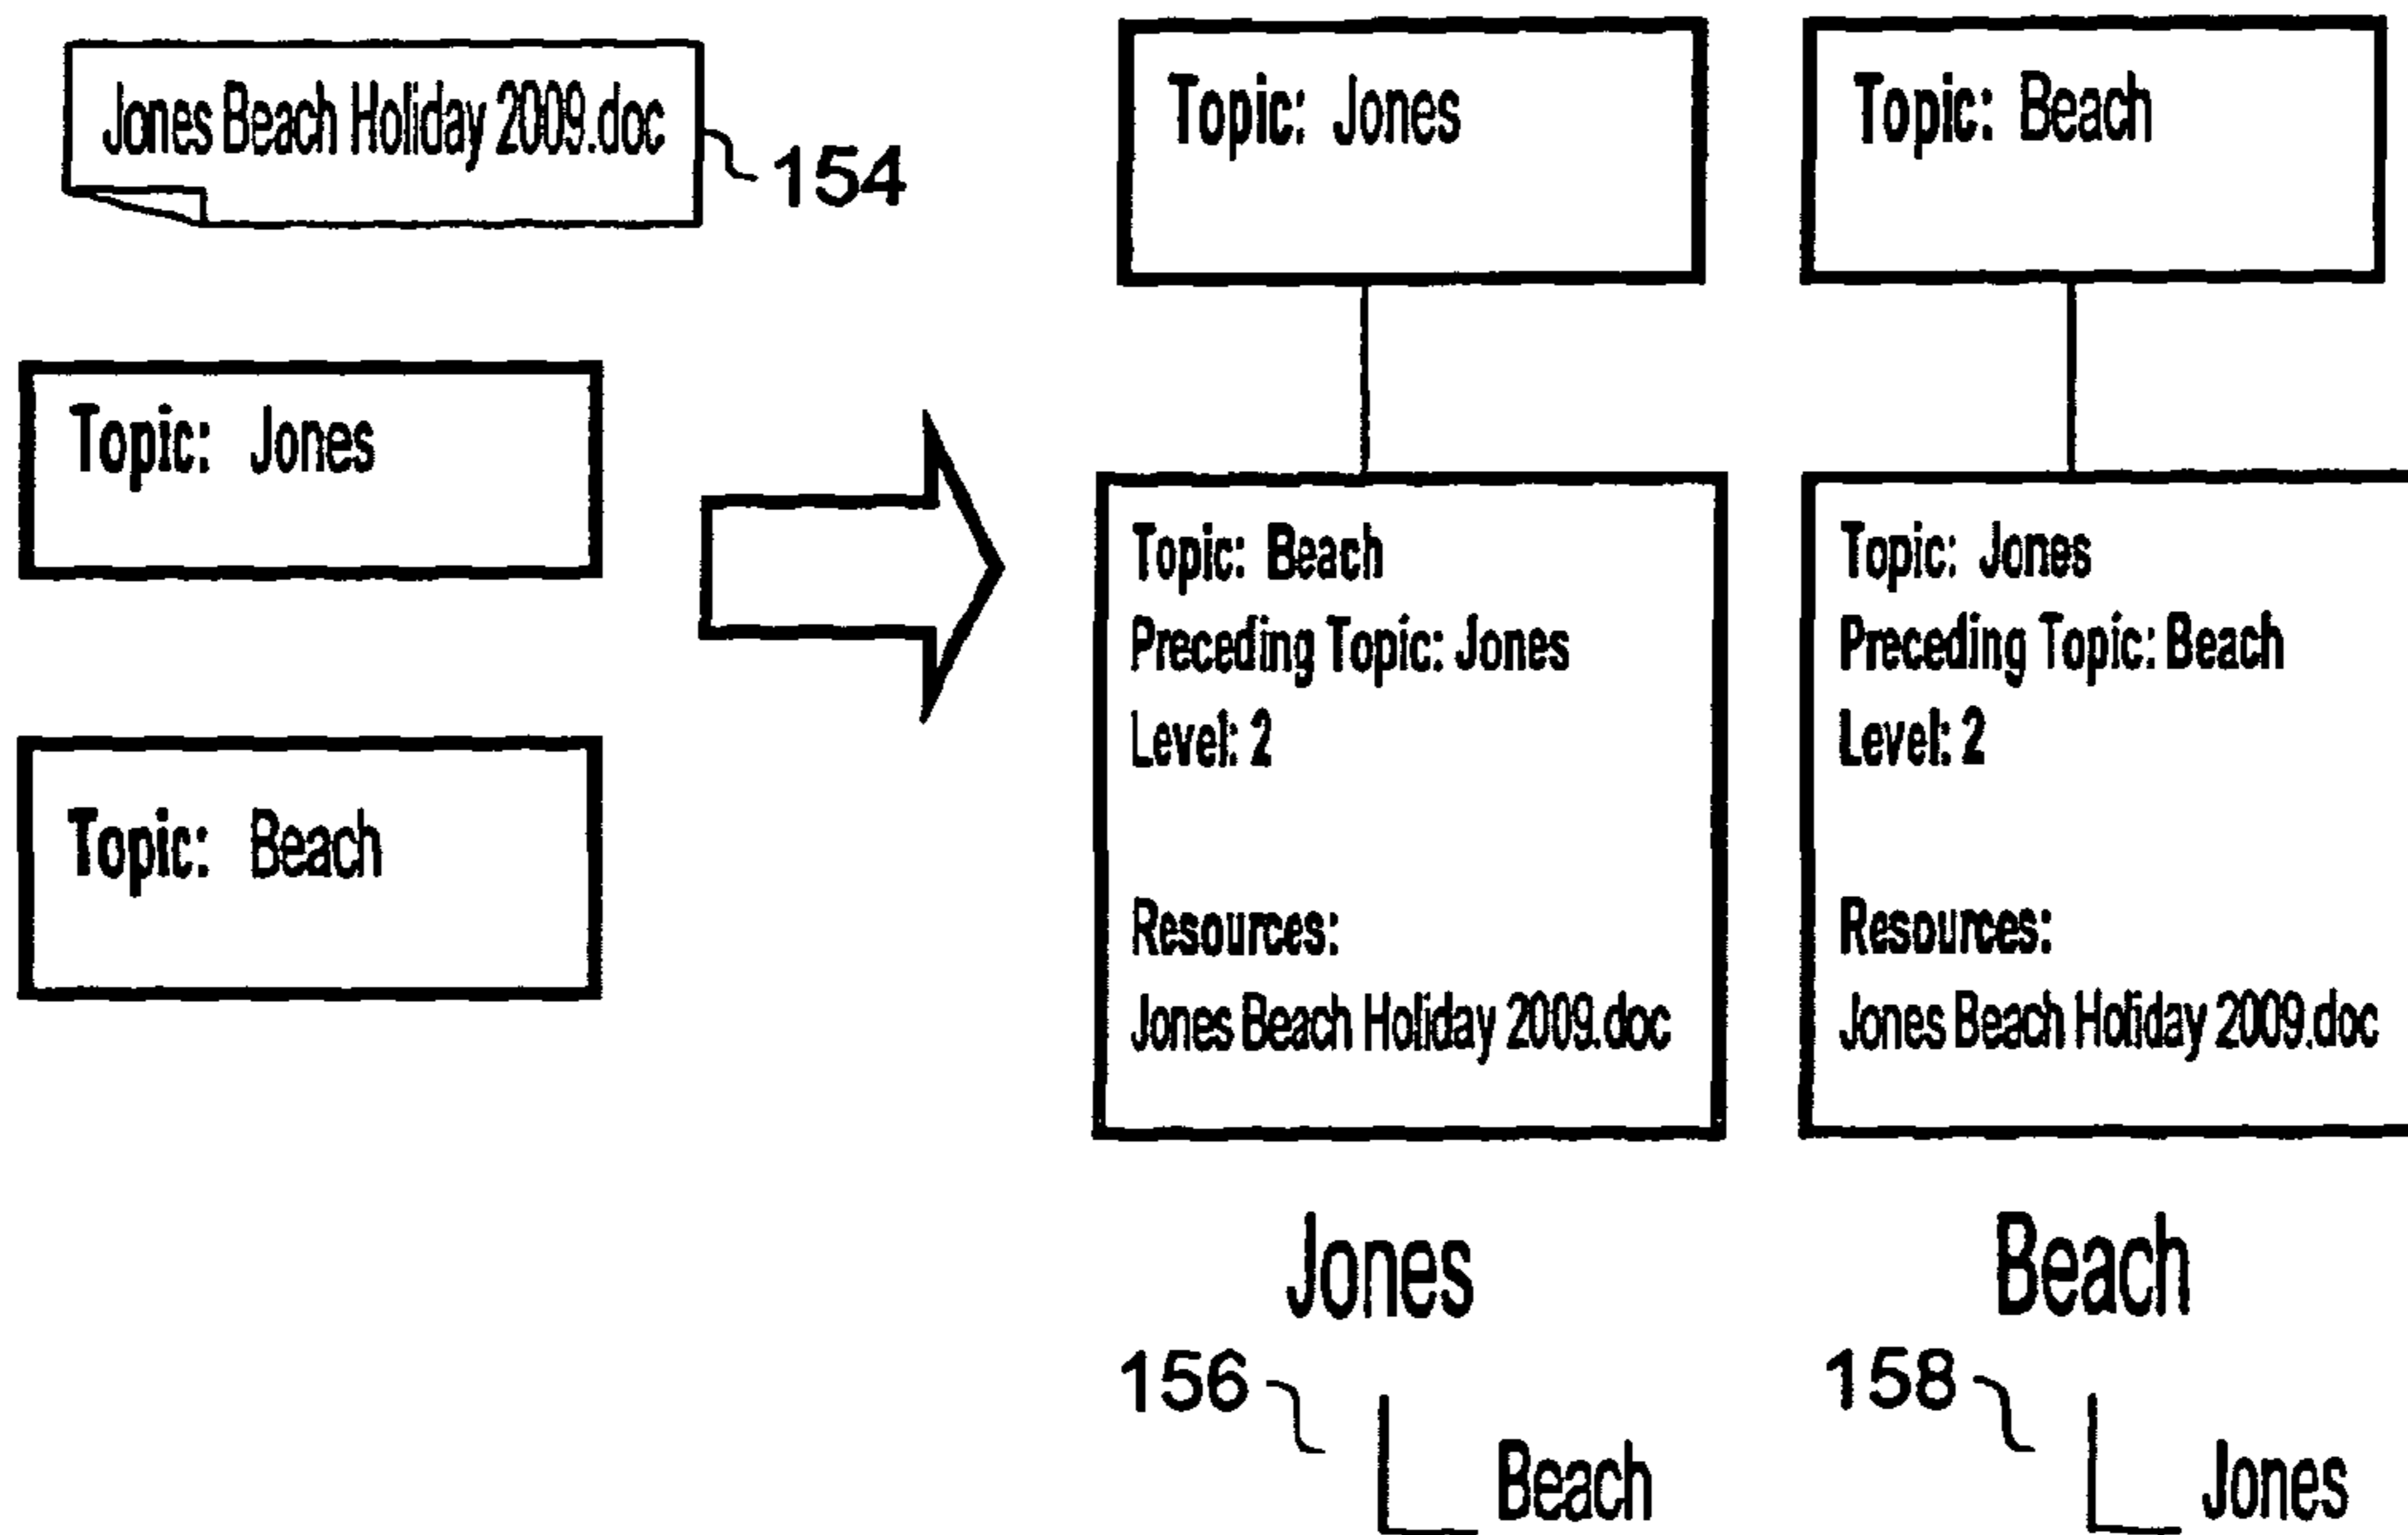 Jones Beach Holiday 2009.doc
154
Topic: Jones
Topic: Beach
Topic: Jones
Topic: Beach
Preceding Topic: Jones
Level: 2
Resources:
Jones Beach Holiday 2009.doc
Topic: Beach
Topic: Jones
Preceding Topic: Beach
Level: 2
Resources:
Jones Beach Holiday 2009.doc
Jones
156
Beach
Beach
158
Jones